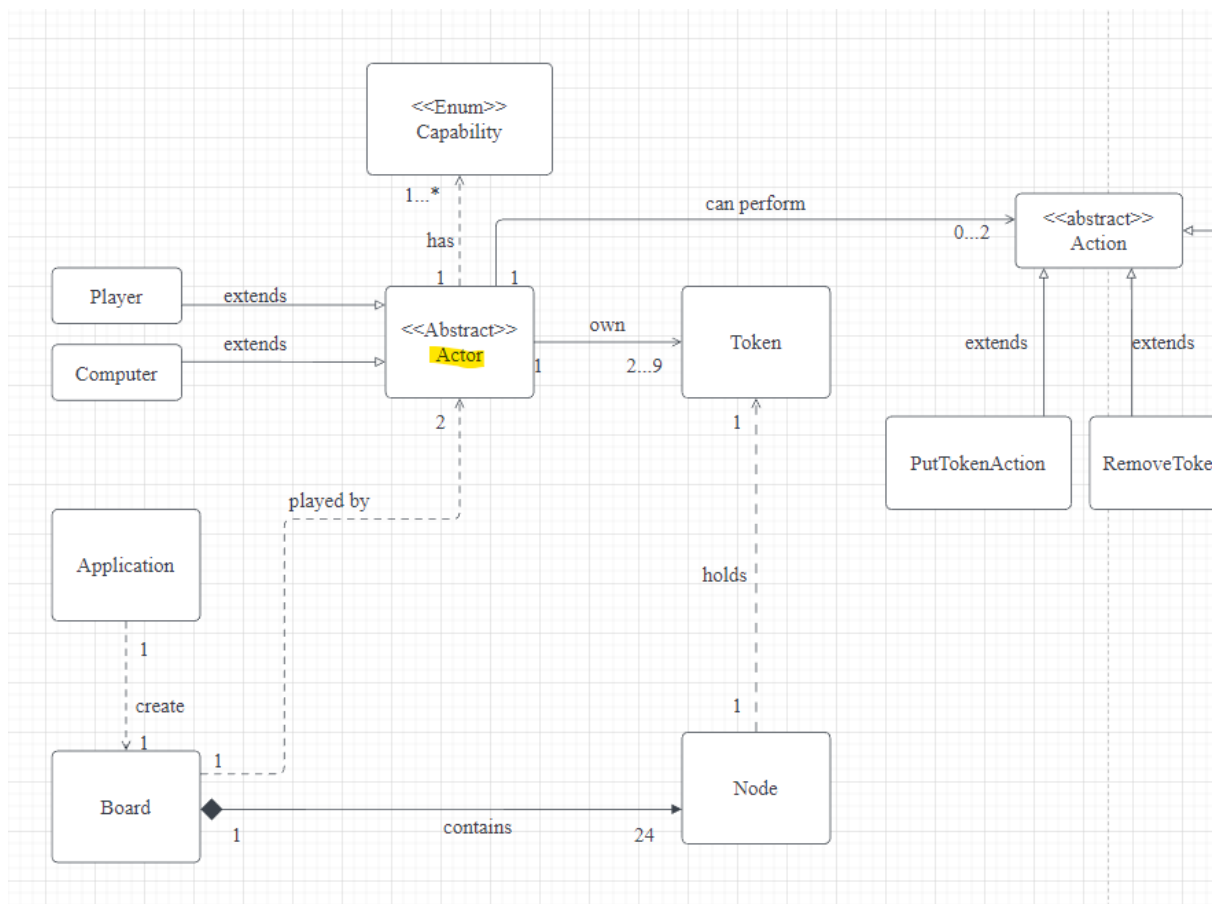 <<Enum>>
Capability
1...*
can perform
<<abstract>>
Action
0...2
has
1
1
Player
extends
<<Abstract>>
Actor
own
Token
extends
extends
extends
Computer
1
2...9
2
1
PutTokenAction
RemoveToke
played by
Application
holds
1
create
1
1
1
Board
Node
contains
1
24